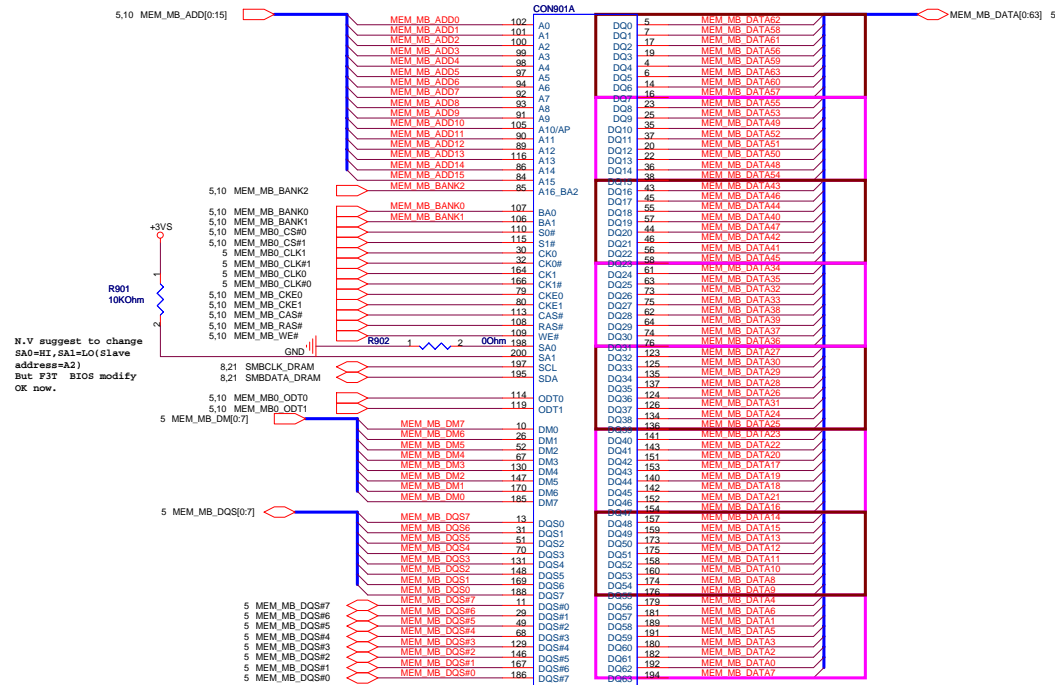 5,10 MEM_MB_ADD[0:15]
CON901A
MEM_MB_DATA[0:63] 5
MEM_MB_ADD0 102 A0
MEM_MB_ADD1 101 A1
MEM_MB_ADD2 100 A2
MEM_MB_ADD3 99 A3
MEM_MB_ADD4 98 A4
MEM_MB_ADD5 97 A5
MEM_MB_ADD6 94 A6
MEM_MB_ADD7 92 A7
MEM_MB_ADD8 93 A8
MEM_MB_ADD9 91 A9
MEM_MB_ADD10 105 A10/AP
MEM_MB_ADD11 90 A11
MEM_MB_ADD12 89 A12
MEM_MB_ADD13 116 A13
MEM_MB_ADD14 86 A14
MEM_MB_ADD15 84 A15
5,10 MEM_MB_BANK2 MEM_MB_BANK2 85 A16_BA2
5,10 MEM_MB_BANK0 MEM_MB_BANK0 107 BA0
5,10 MEM_MB_BANK1 MEM_MB_BANK1 106 BA1
5,10 MEM_MB0_CS#0 110 S0#
5,10 MEM_MB0_CS#1 115 S1#
5 MEM_MB0_CLK1 30 CK0
5 MEM_MB0_CLK#1 32 CK0#
5 MEM_MB0_CLK0 164 CK1
5 MEM_MB0_CLK#0 166 CK1#
5,10 MEM_MB_CKE0 79 CKE0
5,10 MEM_MB_CKE1 80 CKE1
5,10 MEM_MB_CAS# 113 CAS#
5,10 MEM_MB_RAS# 108 RAS#
5,10 MEM_MB_WE# 109 WE#
+3VS
1
R901
10KOhm
2
GND R902 1 2 0Ohm 198 SA0
200 SA1
8,21 SMBCLK_DRAM 197 SCL
8,21 SMBDATA_DRAM 195 SDA
N.V suggest to change
SA0=HI,SA1=LO(Slave
address=A2)
But F3T BIOS modify
OK now.
5,10 MEM_MB0_ODT0 114 ODT0
5,10 MEM_MB0_ODT1 119 ODT1
5 MEM_MB_DM[0:7]
MEM_MB_DM7 10 DM0
MEM_MB_DM6 26 DM1
MEM_MB_DM5 52 DM2
MEM_MB_DM4 67 DM3
MEM_MB_DM3 130 DM4
MEM_MB_DM2 147 DM5
MEM_MB_DM1 170 DM6
MEM_MB_DM0 185 DM7
5 MEM_MB_DQS[0:7]
MEM_MB_DQS7 13 DQS0
MEM_MB_DQS6 31 DQS1
MEM_MB_DQS5 51 DQS2
MEM_MB_DQS4 70 DQS3
MEM_MB_DQS3 131 DQS4
MEM_MB_DQS2 148 DQS5
MEM_MB_DQS1 169 DQS6
MEM_MB_DQS0 188 DQS7
5 MEM_MB_DQS#7 MEM_MB_DQS#7 11 DQS#0
5 MEM_MB_DQS#6 MEM_MB_DQS#6 29 DQS#1
5 MEM_MB_DQS#5 MEM_MB_DQS#5 49 DQS#2
5 MEM_MB_DQS#4 MEM_MB_DQS#4 68 DQS#3
5 MEM_MB_DQS#3 MEM_MB_DQS#3 129 DQS#4
5 MEM_MB_DQS#2 MEM_MB_DQS#2 146 DQS#5
5 MEM_MB_DQS#1 MEM_MB_DQS#1 167 DQS#6
5 MEM_MB_DQS#0 MEM_MB_DQS#0 186 DQS#7
DQ0 5 MEM_MB_DATA62
DQ1 7 MEM_MB_DATA58
DQ2 17 MEM_MB_DATA61
DQ3 19 MEM_MB_DATA56
DQ4 4 MEM_MB_DATA59
DQ5 6 MEM_MB_DATA63
DQ6 14 MEM_MB_DATA60
DQ7 16 MEM_MB_DATA57
DQ8 23 MEM_MB_DATA55
DQ9 25 MEM_MB_DATA53
DQ10 35 MEM_MB_DATA49
DQ11 37 MEM_MB_DATA52
DQ12 20 MEM_MB_DATA51
DQ13 22 MEM_MB_DATA50
DQ14 36 MEM_MB_DATA48
DQ15 38 MEM_MB_DATA54
DQ16 43 MEM_MB_DATA43
DQ17 45 MEM_MB_DATA46
DQ18 55 MEM_MB_DATA44
DQ19 57 MEM_MB_DATA40
DQ20 44 MEM_MB_DATA47
DQ21 46 MEM_MB_DATA42
DQ22 56 MEM_MB_DATA41
DQ23 58 MEM_MB_DATA45
DQ24 61 MEM_MB_DATA34
DQ25 63 MEM_MB_DATA35
DQ26 73 MEM_MB_DATA32
DQ27 75 MEM_MB_DATA33
DQ28 62 MEM_MB_DATA38
DQ29 64 MEM_MB_DATA39
DQ30 74 MEM_MB_DATA37
DQ31 76 MEM_MB_DATA36
DQ32 123 MEM_MB_DATA27
DQ33 125 MEM_MB_DATA30
DQ34 135 MEM_MB_DATA29
DQ35 137 MEM_MB_DATA28
DQ36 124 MEM_MB_DATA26
DQ37 126 MEM_MB_DATA31
DQ38 134 MEM_MB_DATA24
DQ39 136 MEM_MB_DATA25
DQ40 141 MEM_MB_DATA23
DQ41 143 MEM_MB_DATA22
DQ42 151 MEM_MB_DATA20
DQ43 153 MEM_MB_DATA17
DQ44 140 MEM_MB_DATA19
DQ45 142 MEM_MB_DATA18
DQ46 152 MEM_MB_DATA21
DQ47 154 MEM_MB_DATA16
DQ48 157 MEM_MB_DATA14
DQ49 159 MEM_MB_DATA15
DQ50 173 MEM_MB_DATA13
DQ51 175 MEM_MB_DATA12
DQ52 158 MEM_MB_DATA11
DQ53 160 MEM_MB_DATA10
DQ54 174 MEM_MB_DATA8
DQ55 176 MEM_MB_DATA9
DQ56 179 MEM_MB_DATA4
DQ57 181 MEM_MB_DATA6
DQ58 189 MEM_MB_DATA1
DQ59 191 MEM_MB_DATA5
DQ60 180 MEM_MB_DATA3
DQ61 182 MEM_MB_DATA2
DQ62 192 MEM_MB_DATA0
DQ63 194 MEM_MB_DATA7